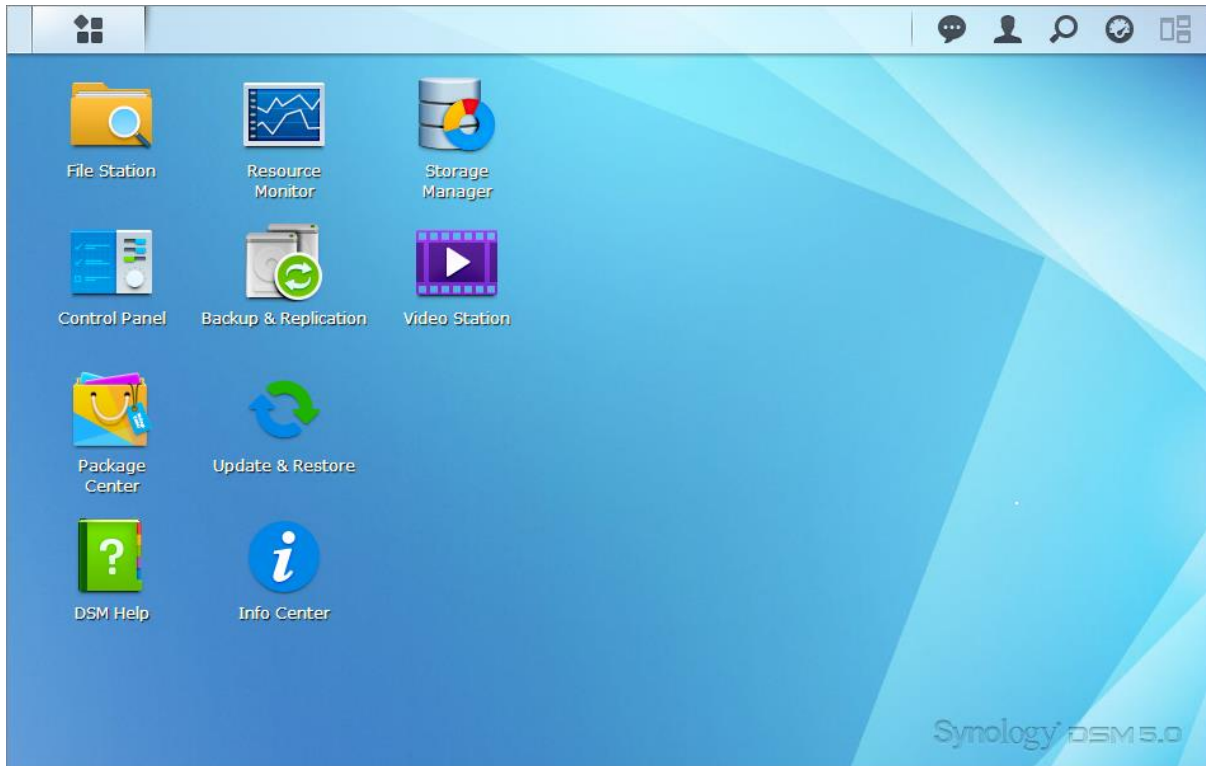 File Station
Resource
Monitor
Storage
Manager
Control Panel
Backup & Replication
Video Station
Package
Center
Update & Restore
DSM Help
Info Center
Synology DSM 5.0